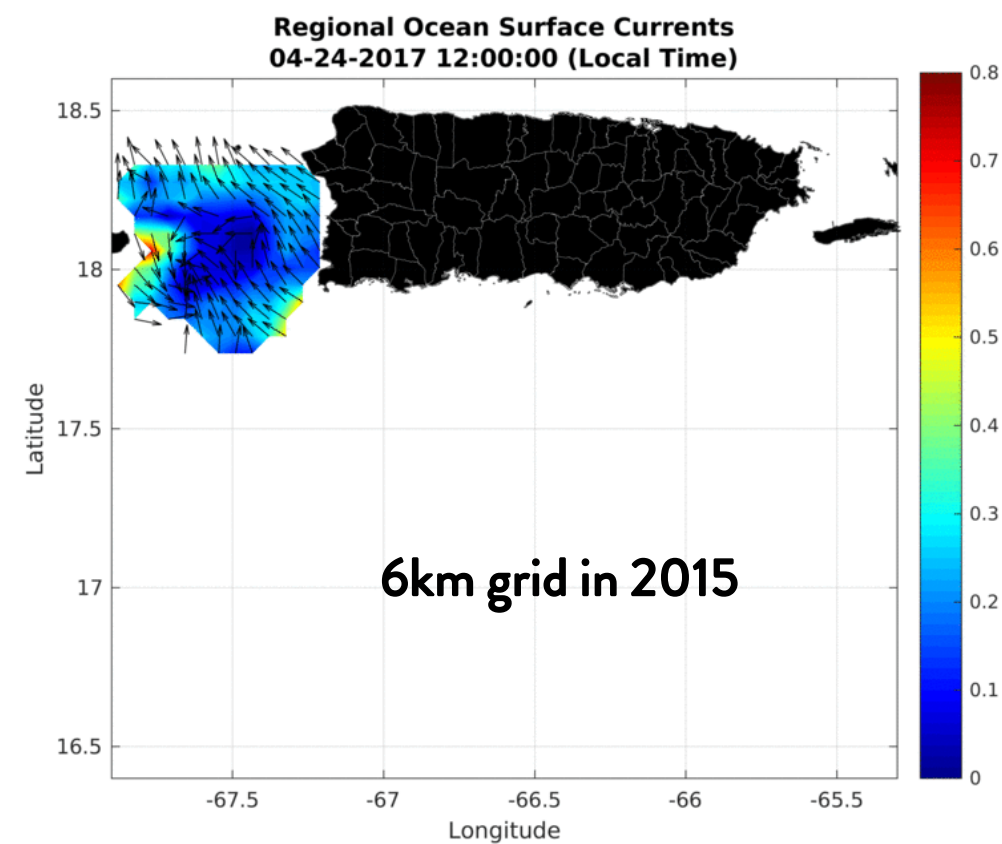 Regional Ocean Surface Currents
04-24-2017 12:00:00 (Local Time)
0.8
18.5
0.7
0.6
18
0.5
17.5
0.4
Latitude
0.3
6km grid in 2015
17
0.2
0.1
16.5
0
-67.5 -67 -66.5 -66 -65.5
Longitude